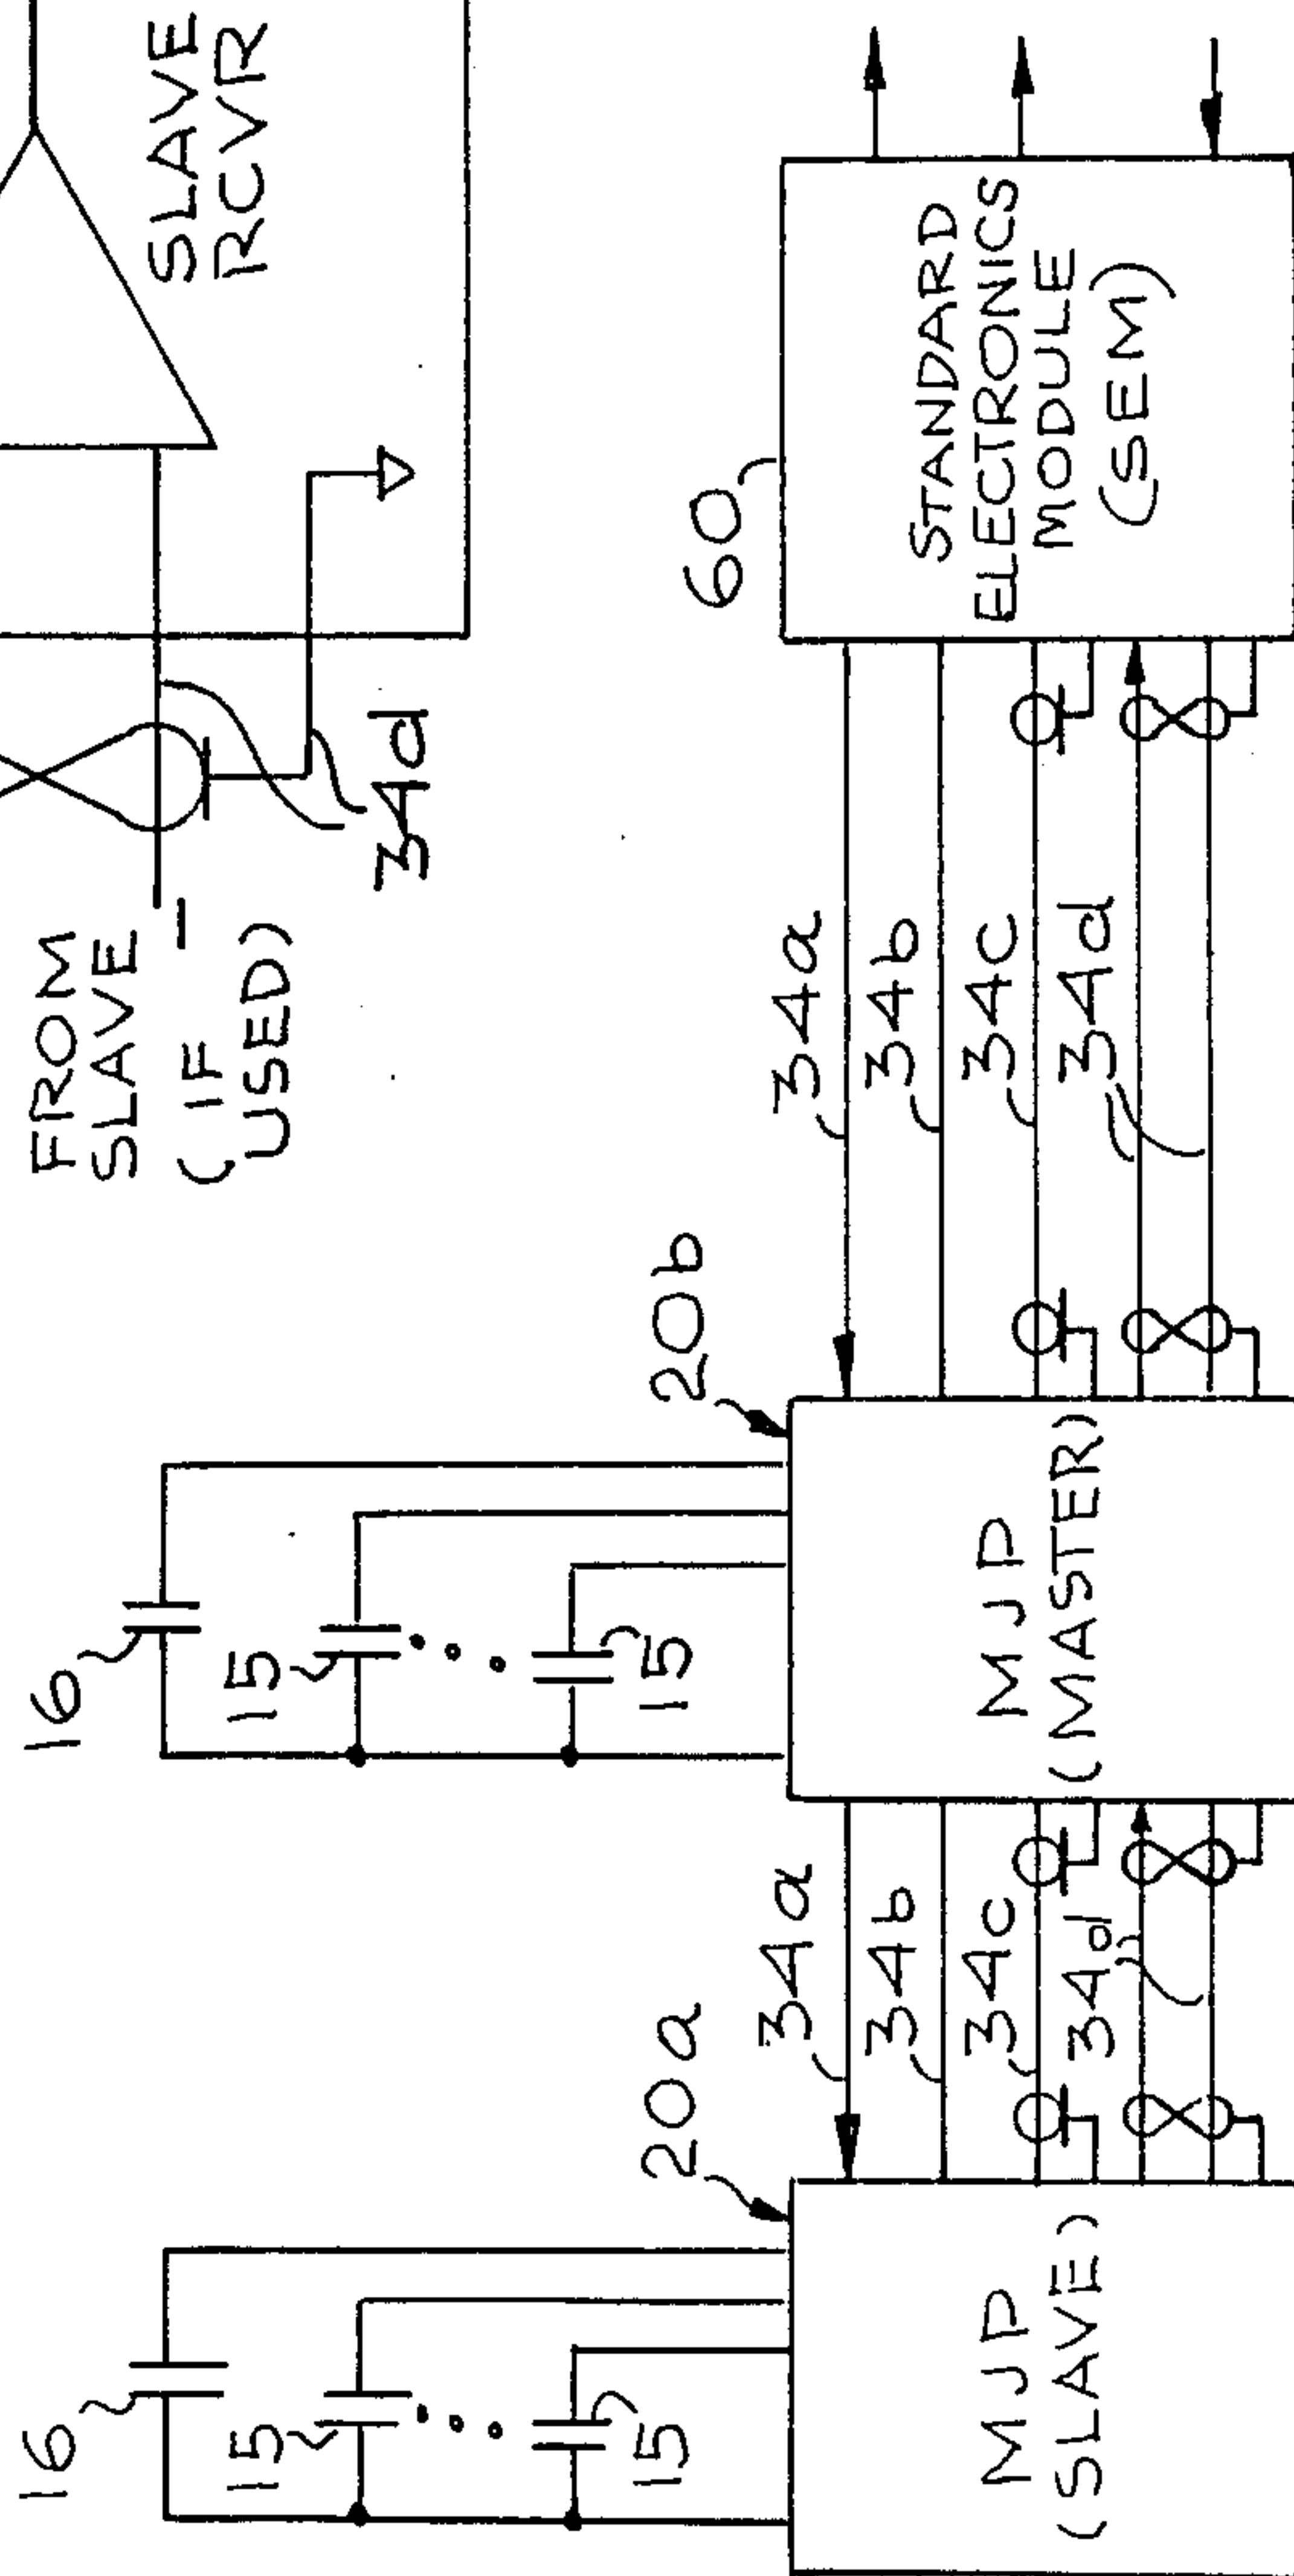 FROM
SLAVE –
(IF
USED)
34d
SLAVE
RCVR
16
15
15
20a
MJP
(SLAVE)
34a
34b
34c
34d
16
15
15
20b
MJP
(MASTER)
34a
34b
34c
34d
60
STANDARD
ELECTRONICS
MODULE
(SEM)